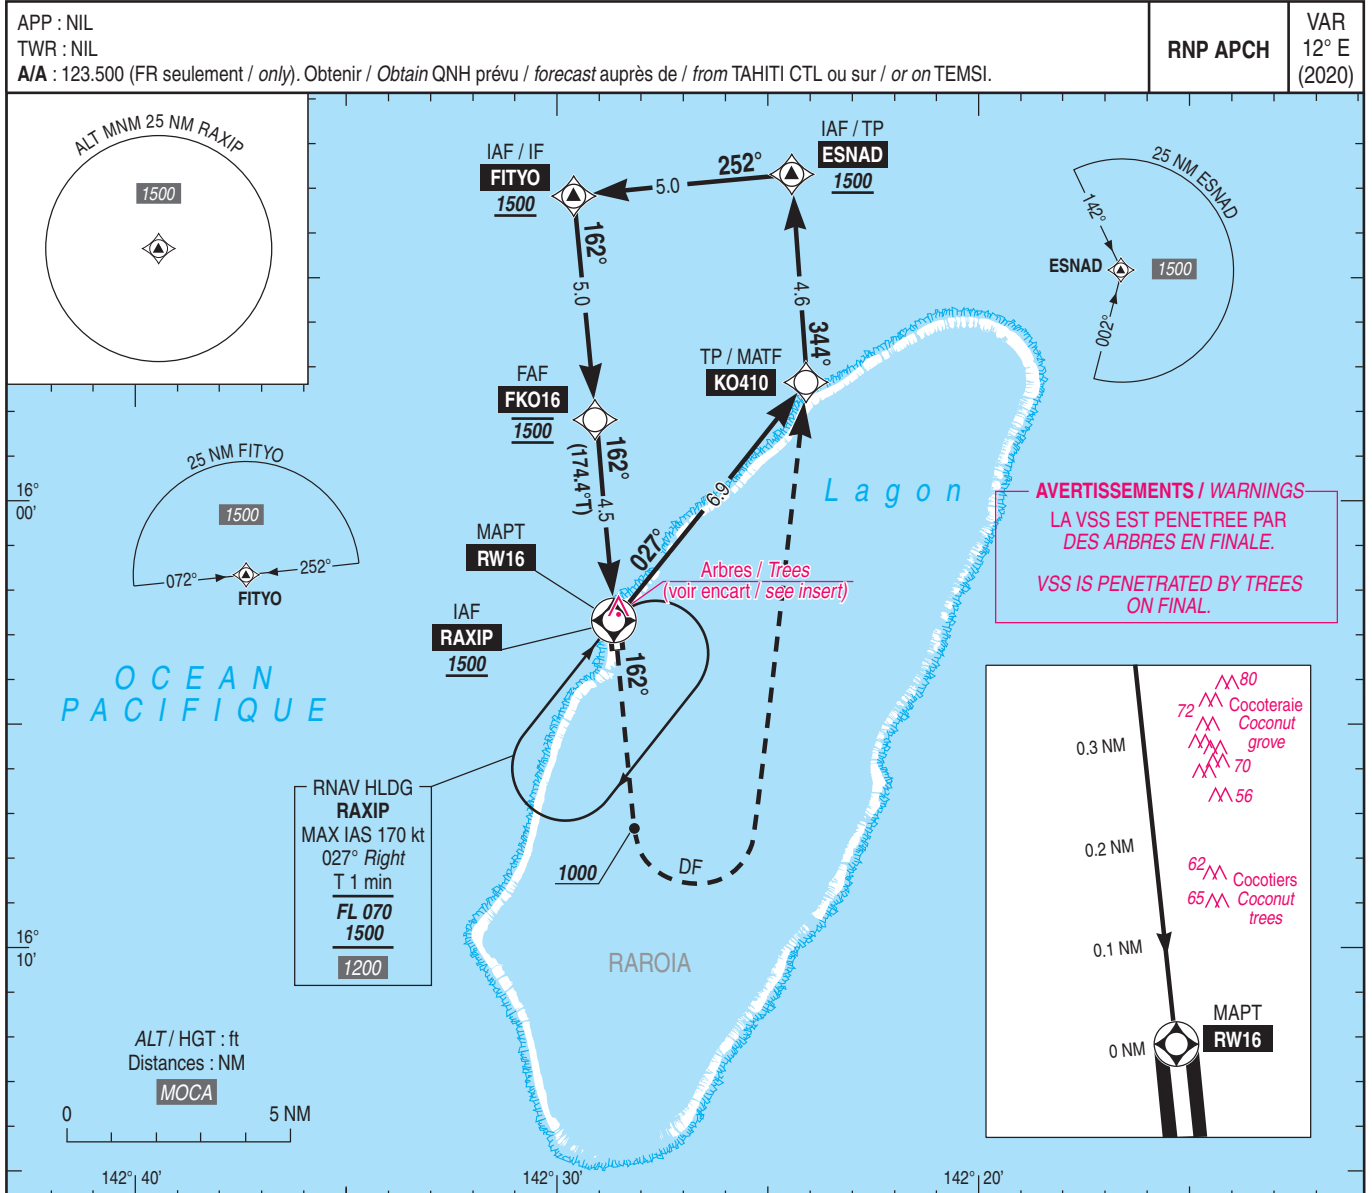 APP : NIL
TWR : NIL
A/A : 123.500 (FR seulement / only). Obtenir / Obtain QNH prévu / forecast auprès de / from TAHITI CTL ou sur / or on TEMSI.
RNP APCH
VAR
12° E
(2020)
ALT MNM 25 NM RAXIP
1500
IAF / IF
FITYO
1500
252°
5.0
IAF / TP
ESNAD
1500
25 NM ESNAD
142°
ESNAD
1500
002°
162°
5.0
4.6
344°
TP / MATF
KO410
FAF
FKO16
1500
162°
(174.4°T)
4.5
25 NM FITYO
1500
072°
252°
FITYO
16°
00'
MAPT
RW16
027°
6.9
Lagon
AVERTISSEMENTS / WARNINGS
LA VSS EST PENETREE PAR
DES ARBRES EN FINALE.
VSS IS PENETRATED BY TREES
ON FINAL.
Arbres / Trees
(voir encart / see insert)
IAF
RAXIP
1500
162°
OCEAN
PACIFIQUE
RNAV HLDG
RAXIP
MAX IAS 170 kt
027° Right
T 1 min
FL 070
1500
1200
1000
DF
RAROIA
16°
10'
80
72
Cocoteraie
Coconut
grove
0.3 NM
70
56
0.2 NM
62
Cocotiers
65
Coconut
trees
0.1 NM
MAPT
RW16
0 NM
ALT / HGT : ft
Distances : NM
MOCA
0
5 NM
142° 40'
142° 30'
142° 20'